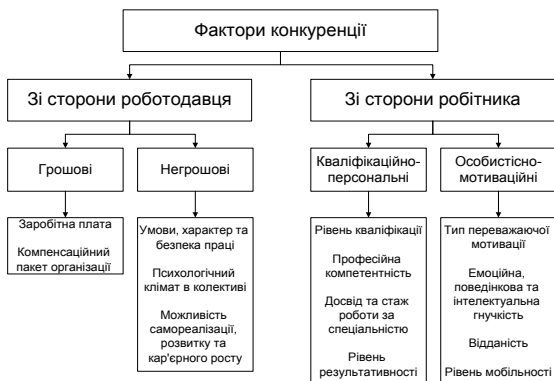 Фактори конкуренції
Зі сторони роботодавця
Зі сторони робітника
Грошові
Негрошові
Кваліфікаційно-
персональні
Особистісно-
мотиваційні
Заробітна плата
Компенсаційний
пакет організації
Умови, характер та
безпека праці
Психологічний
клімат в колективі
Можливість
самореалізації,
розвитку та
кар'єрного росту
Рівень кваліфікації
Професійна
компетентність
Досвід та стаж
роботи за
спеціальністю
Рівень
результативності
Тип переважаючої
мотивації
Емоційна,
поведінкова та
інтелектуальна
гнучкість
Відданість
Рівень мобільності